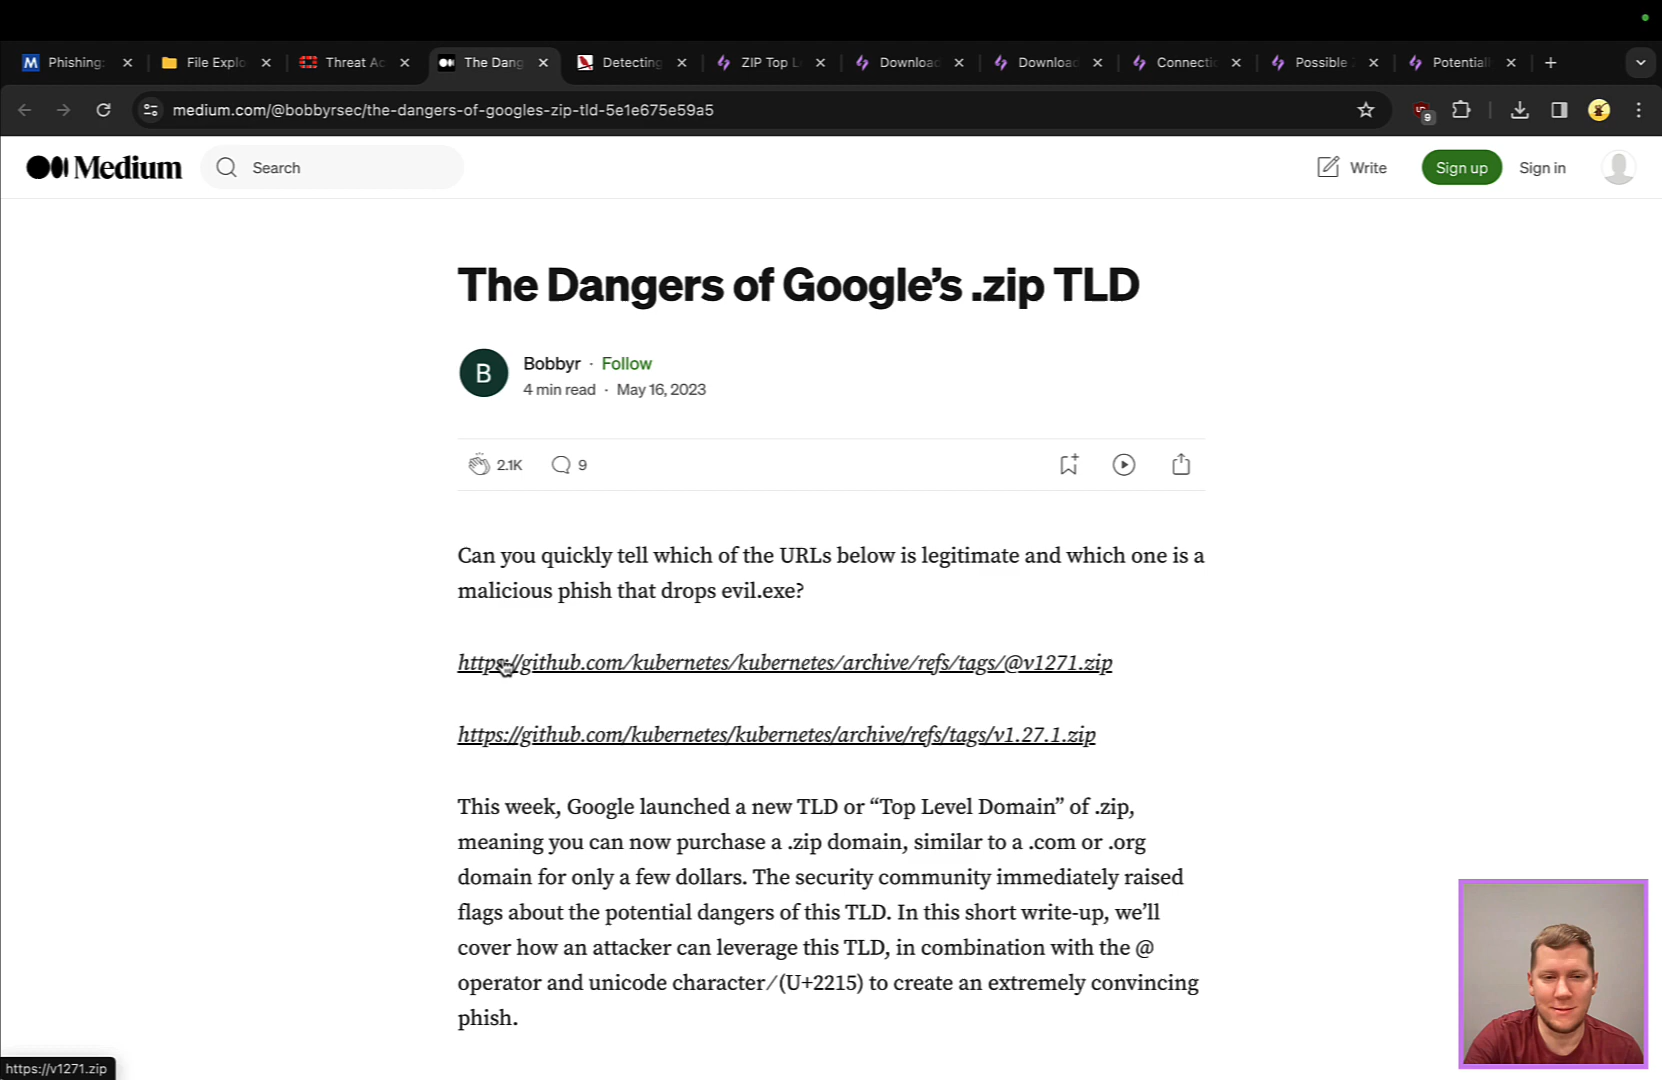 Phishing:
File Explo
Threat Ac
The Dang
Detecting
ZIP Top L
Download
Download
Connectio
Possible
Potential
medium.com/@bobbyrsec/the-dangers-of-googles-zip-tld-5e1e675e59a5
9
Medium
Search
Write
Sign up
Sign in
The Dangers of Google’s .zip TLD
B
Bobbyr · Follow
4 min read · May 16, 2023
2.1K
9
Can you quickly tell which of the URLs below is legitimate and which one is a
malicious phish that drops evil.exe?
https://github.com∕kubernetes∕kubernetes∕archive∕refs∕tags∕@v1271.zip
https://github.com/kubernetes/kubernetes/archive/refs/tags/v1.27.1.zip
This week, Google launched a new TLD or “Top Level Domain” of .zip,
meaning you can now purchase a .zip domain, similar to a .com or .org
domain for only a few dollars. The security community immediately raised
flags about the potential dangers of this TLD. In this short write-up, we’ll
cover how an attacker can leverage this TLD, in combination with the @
operator and unicode character ∕ (U+2215) to create an extremely convincing
phish.
https://v1271.zip